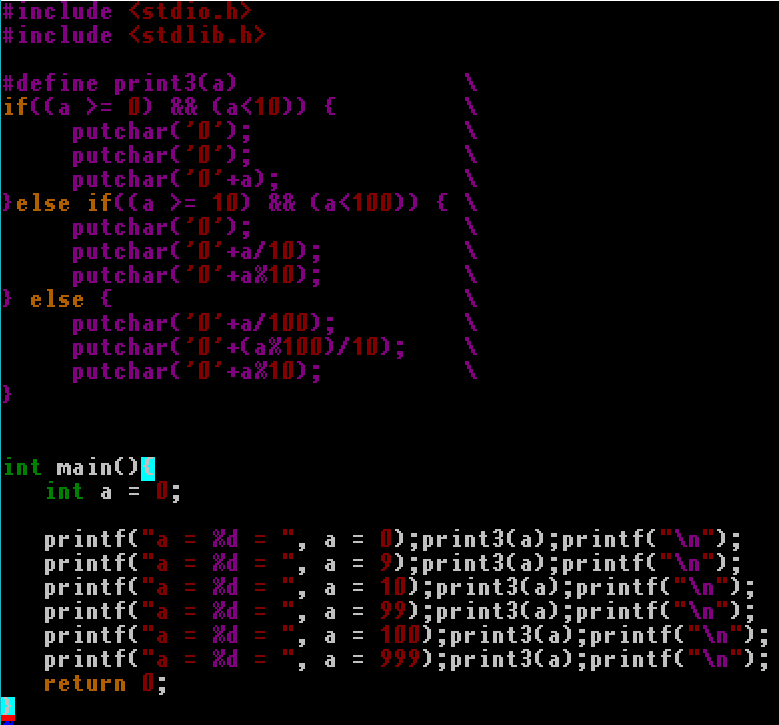 #include <stdio.h>
#include <stdlib.h>

#define print3(a)                \
if((a >= 0) && (a<10)) {         \
     putchar('0');               \
     putchar('0');               \
     putchar('0'+a);             \
}else if((a >= 10) && (a<100)) { \
     putchar('0');               \
     putchar('0'+a/10);          \
     putchar('0'+a%10);          \
} else {                         \
     putchar('0'+a/100);         \
     putchar('0'+(a%100)/10);    \
     putchar('0'+a%10);          \
}


int main(){
   int a = 0;

   printf("a = %d = ", a = 0);print3(a);printf("\n");
   printf("a = %d = ", a = 9);print3(a);printf("\n");
   printf("a = %d = ", a = 10);print3(a);printf("\n");
   printf("a = %d = ", a = 99);print3(a);printf("\n");
   printf("a = %d = ", a = 100);print3(a);printf("\n");
   printf("a = %d = ", a = 999);print3(a);printf("\n");
   return 0;
}